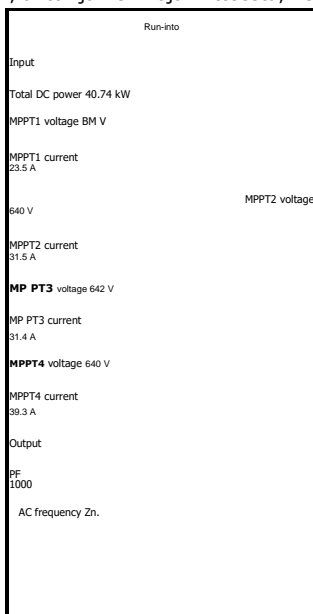 Run-into
Input
Total DC power 40.74 kW
MPPT1 voltage BM V
MPPT1 current
23.5 A
MPPT2 voltage
640 V
MPPT2 current
31.5 A
MP PT3 voltage 642 V
MP PT3 current
31.4 A
MPPT4 voltage 640 V
MPPT4 current
39.3 A
Output
PF
1000
AC frequency Zn.